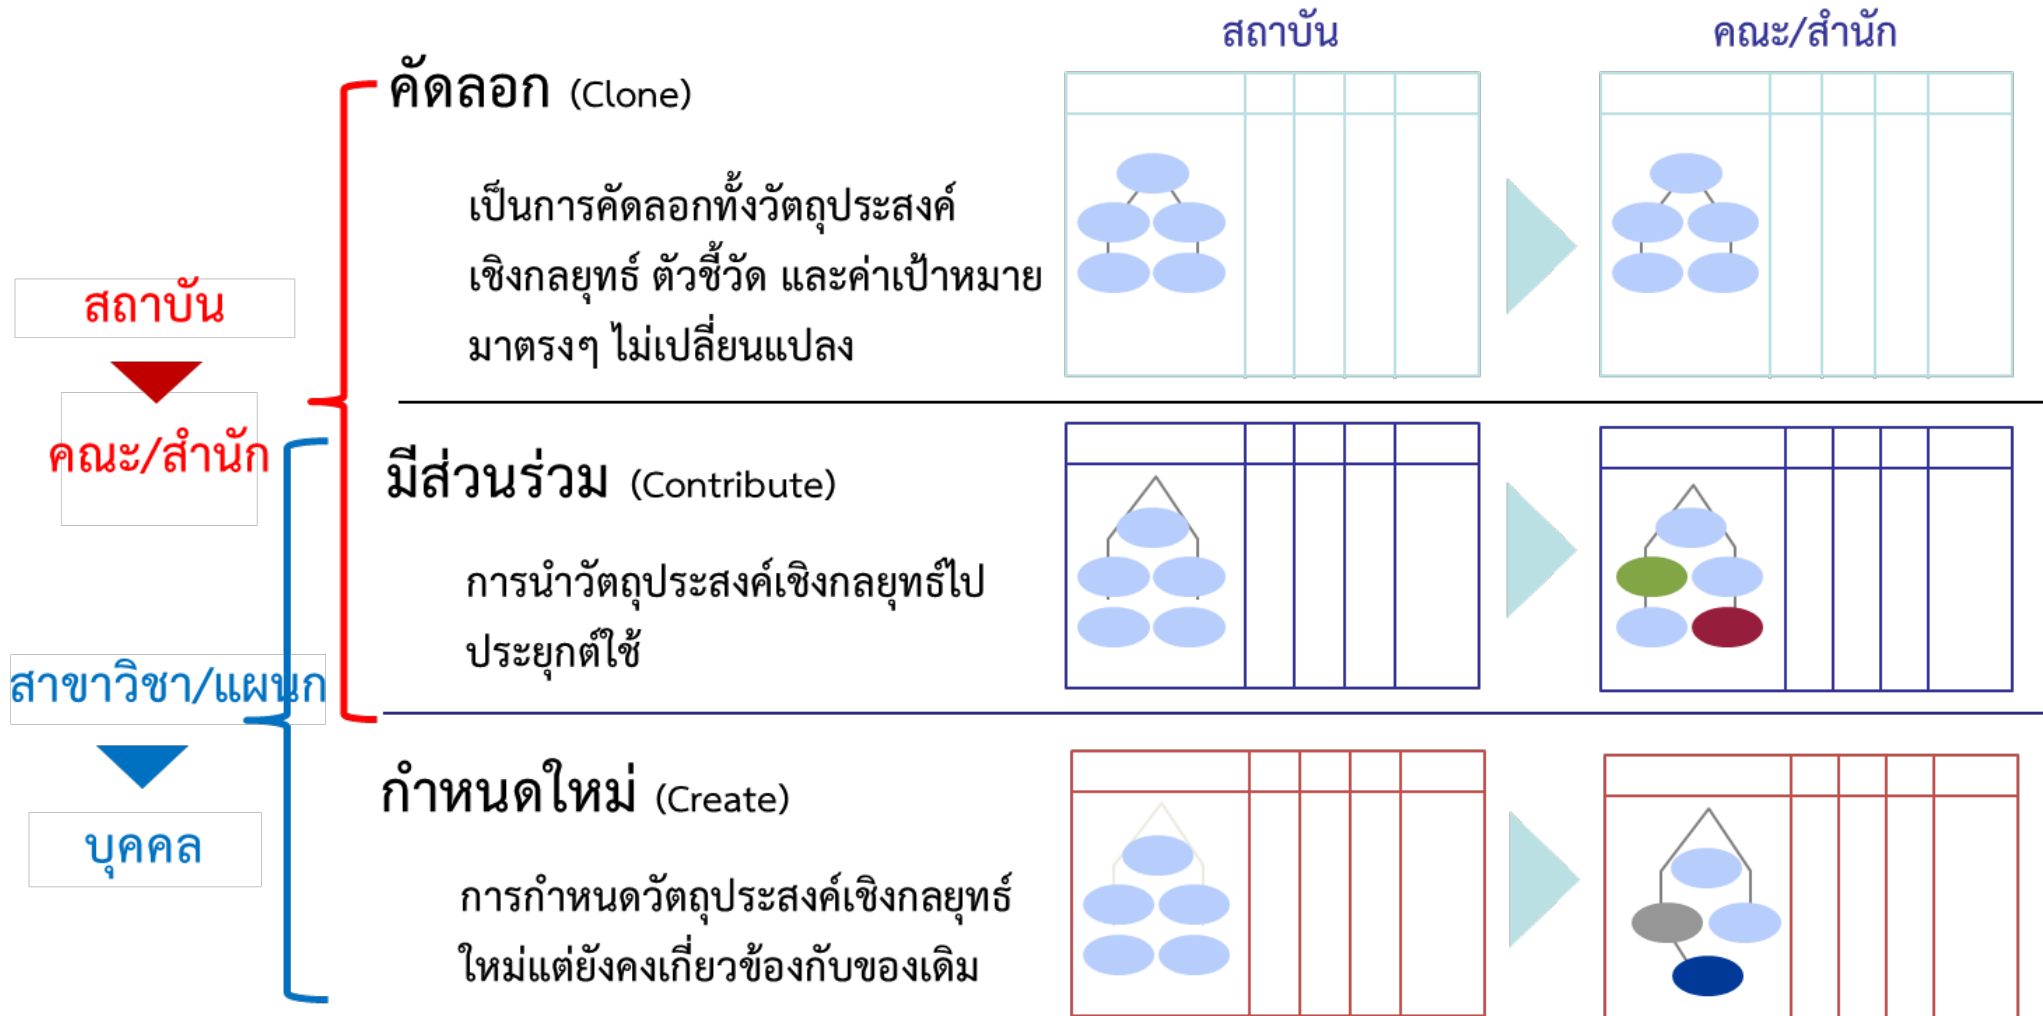 สถาบัน
คณะ/สำนัก
สถาบัน
คณะ/สำนัก
สาขาวิชา/แผนก
บุคคล
คัดลอก (Clone)
เป็นการคัดลอกทั้งวัตถุประสงค์
เชิงกลยุทธ์ ตัวชี้วัด และค่าเป้าหมาย
มาตรงๆ ไม่เปลี่ยนแปลง
มีส่วนร่วม (Contribute)
การนำวัตถุประสงค์เชิงกลยุทธ์ไป
ประยุกต์ใช้
กำหนดใหม่ (Create)
การกำหนดวัตถุประสงค์เชิงกลยุทธ์
ใหม่แต่ยังคงเกี่ยวข้องกับของเดิม